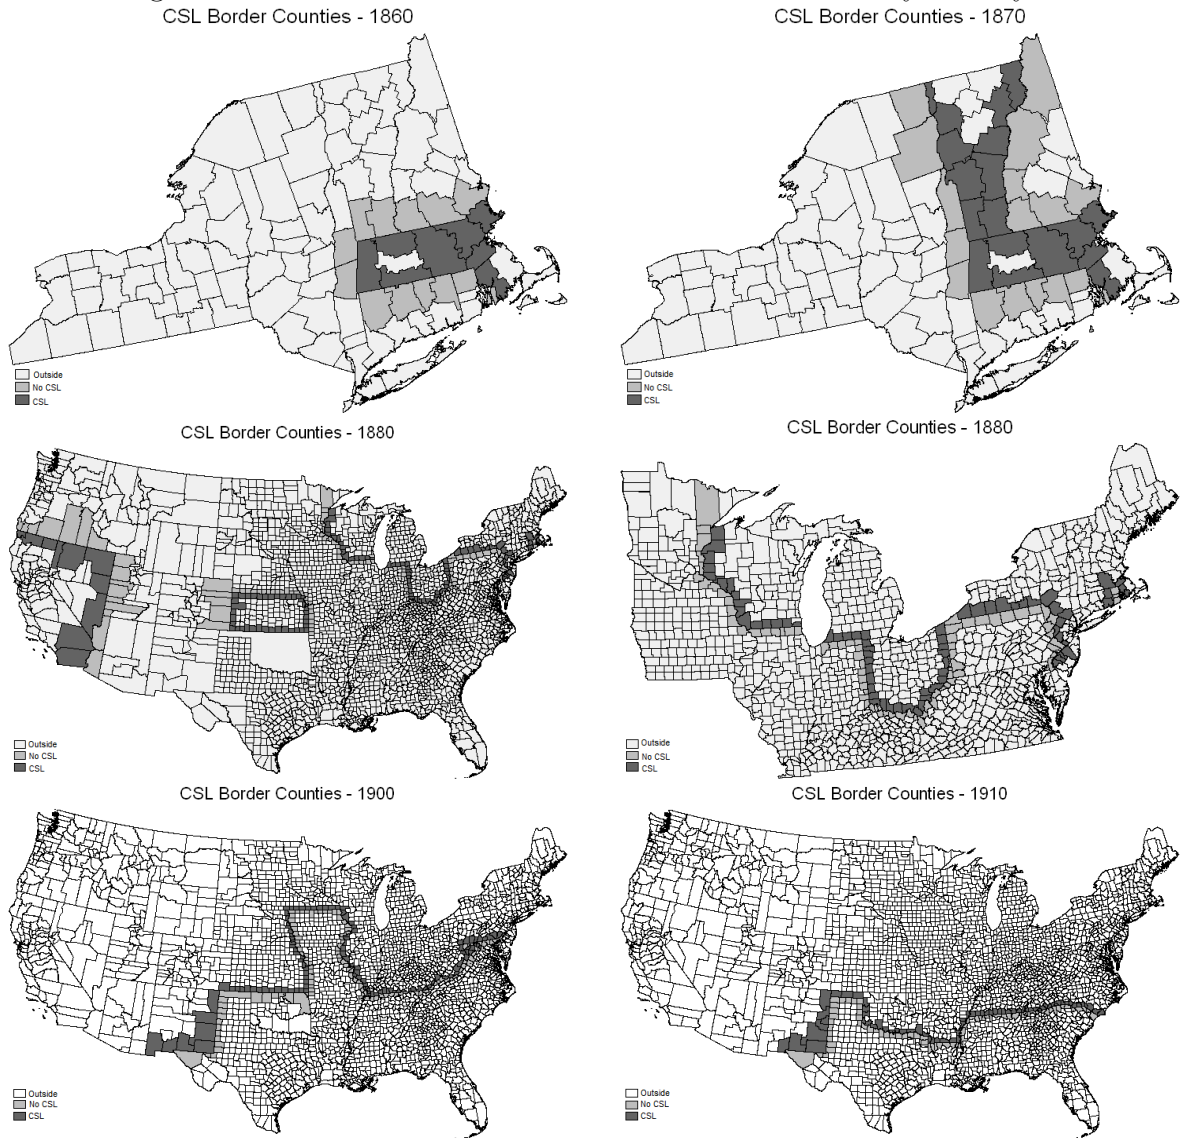 CSL Border Counties - 1860
Outside
No CSL
CSL
CSL Border Counties - 1870
Outside
No CSL
CSL
CSL Border Counties - 1880
Outside
No CSL
CSL
CSL Border Counties - 1880
Outside
No CSL
CSL
CSL Border Counties - 1900
Outside
No CSL
CSL
CSL Border Counties - 1910
Outside
No CSL
CSL